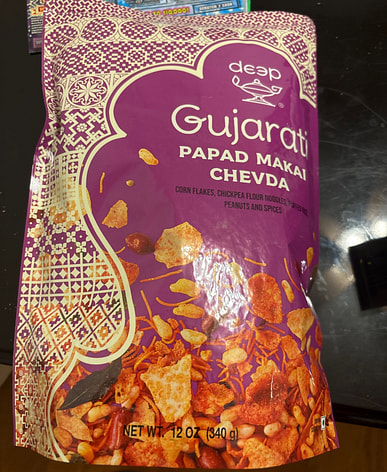 deep
®
Gujarati
PAPAD MAKAI
CHEVDA
CORN FLAKES, CHICKPEA FLOUR NOODLES,
PEANUTS AND SPICES
NET WT. 12 OZ (340 g)